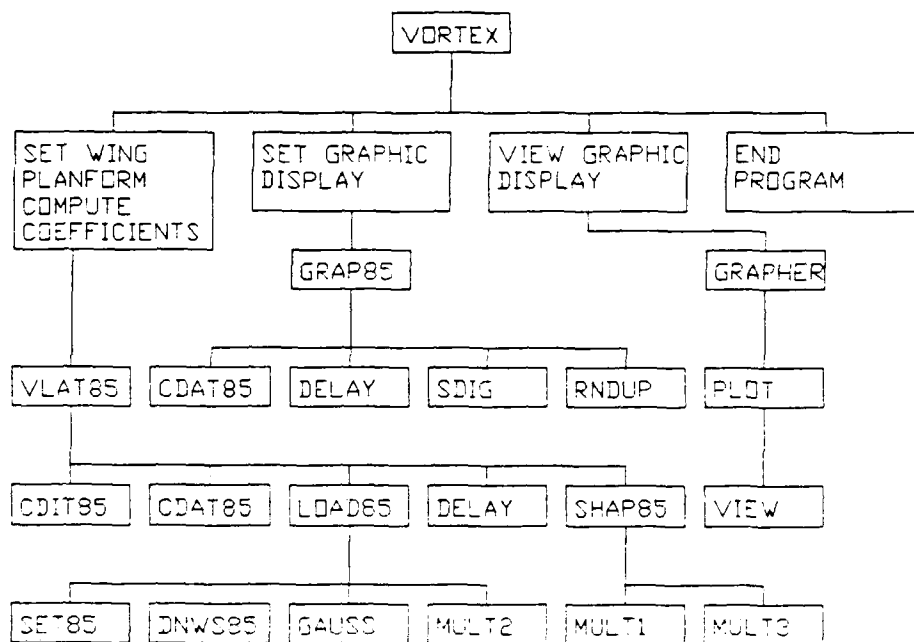 VORTEX
SET WING
PLANFORM
COMPUTE
COEFFICIENTS
SET GRAPHIC
DISPLAY
VIEW GRAPHIC
DISPLAY
END
PROGRAM
GRAP85
GRAPHER
VLAT85
CDAT85
DELAY
SDIG
RNDUP
PLOT
CDIT85
CDAT85
LOAD85
DELAY
SHAP85
VIEW
SET85
DNWS85
GAUSS
MULT2
MULT1
MULT3